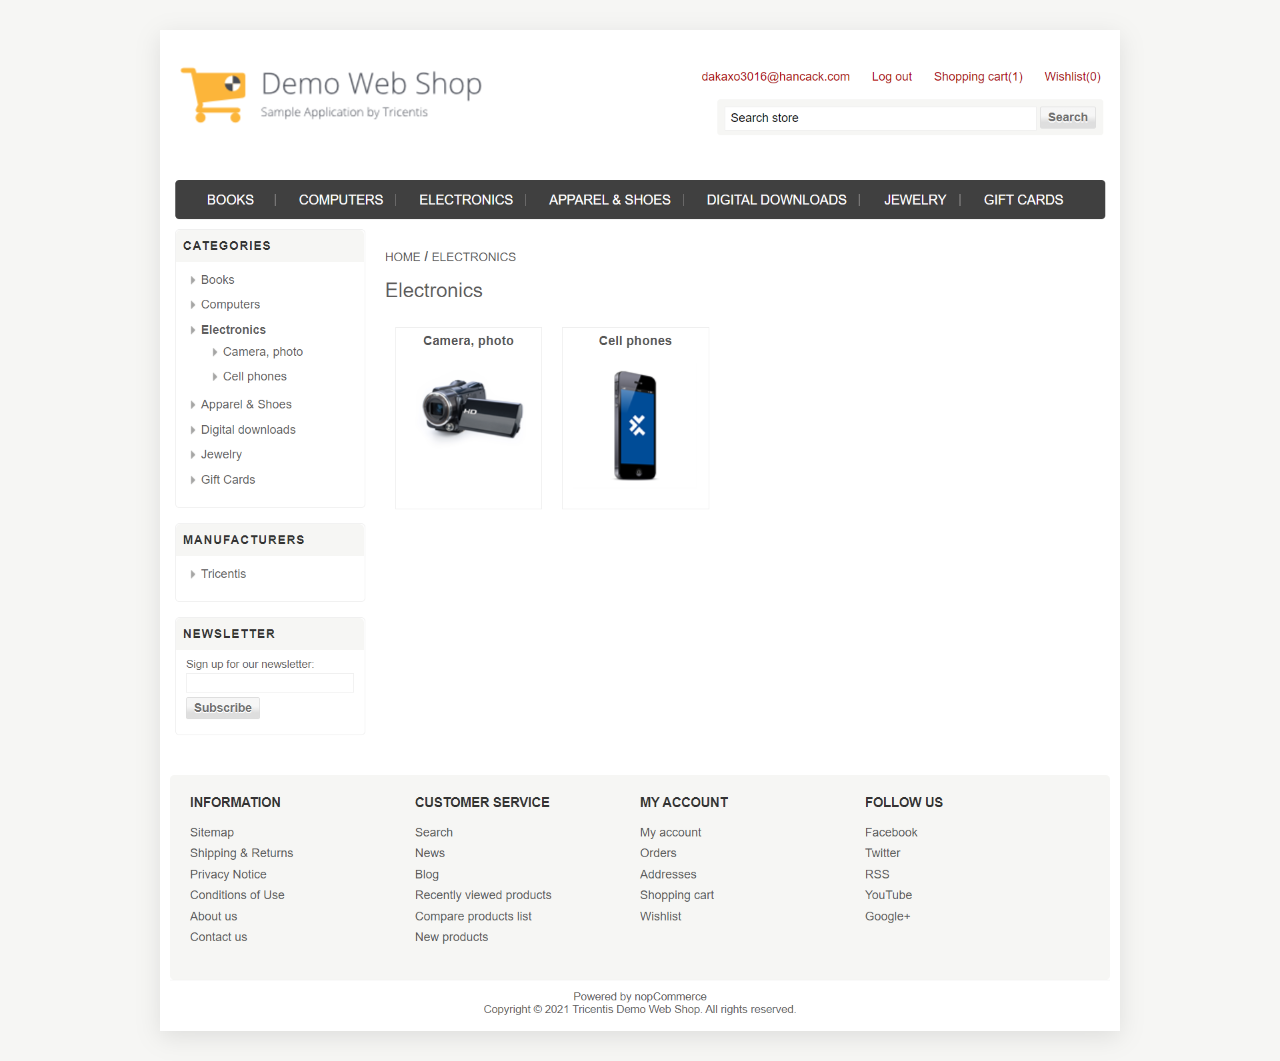 Demo Web Shop
Sample Application by Tricentis
dakaxo3016@hancack.com Log out Shopping cart(1) Wishlist(0)
Search store Search
BOOKS COMPUTERS ELECTRONICS APPAREL & SHOES DIGITAL DOWNLOADS JEWELRY GIFT CARDS
CATEGORIES
Books
Computers
Electronics
Camera, photo
Cell phones
Apparel & Shoes
Digital downloads
Jewelry
Gift Cards
MANUFACTURERS
Tricentis
NEWSLETTER
Sign up for our newsletter:
Subscribe
HOME / ELECTRONICS
Electronics
Camera, photo
HD
Cell phones
INFORMATION
Sitemap
Shipping & Returns
Privacy Notice
Conditions of Use
About us
Contact us
CUSTOMER SERVICE
Search
News
Blog
Recently viewed products
Compare products list
New products
MY ACCOUNT
My account
Orders
Addresses
Shopping cart
Wishlist
FOLLOW US
Facebook
Twitter
RSS
YouTube
Google+
Powered by nopCommerce
Copyright © 2021 Tricentis Demo Web Shop. All rights reserved.